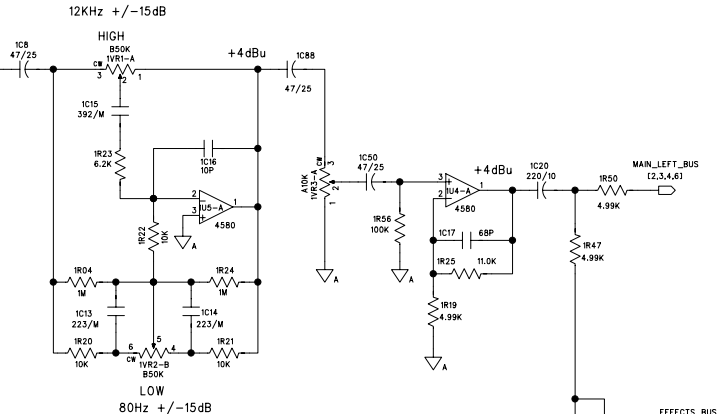 12KHz +/-15dB
HIGH
B50K
1VR1-A
1C8
47/25
CW
3
2
1
+4dBu
1C88
47/25
1C15
392/M
1R23
6.2K
1C16
10P
2
3
1U5-A
1
4580
A
1R22
10K
A10K
1VR3-A
CW
3
2
1
A
1C50
47/25
1R56
100K
A
+4dBu
3
2
1U4-A
1
4580
1C17
68P
1R25
11.0K
1R19
4.99K
A
1C20
220/10
1R50
4.99K
MAIN_LEFT_BUS
[2,3,4,6]
1R47
4.99K
1R04
1M
1R24
1M
1C13
223/M
1C14
223/M
1R20
10K
6
5
4
CW
1VR2-B
B50K
1R21
10K
LOW
80Hz +/-15dB
EFFECTS_BUS